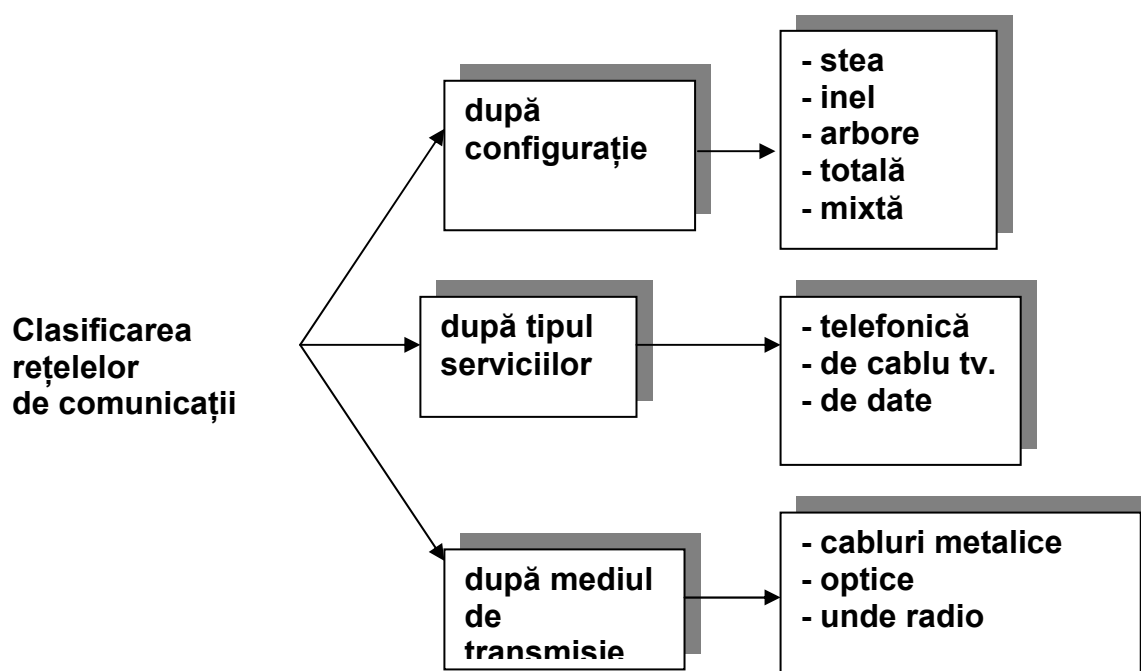 Clasificarea
rețelelor
de comunicații
după
configurație
- stea
- inel
- arbore
- totală
- mixtă
după tipul
serviciilor
- telefonică
- de cablu tv.
- de date
după mediul
de
transmisie
- cabluri metalice
- optice
- unde radio